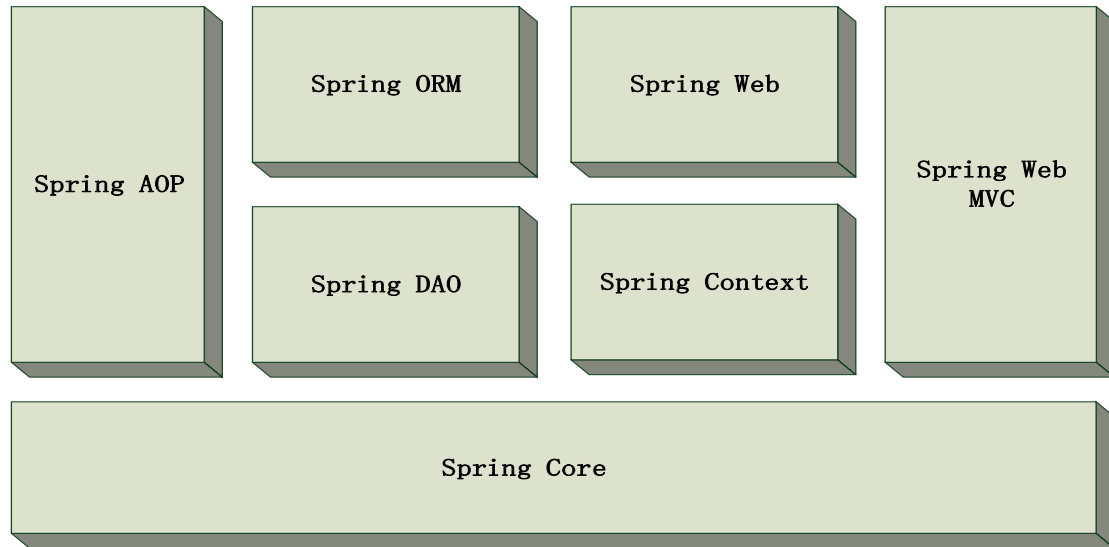 Spring ORM
Spring Web
Spring AOP
Spring Web
MVC
Spring DAO
Spring Context
Spring Core